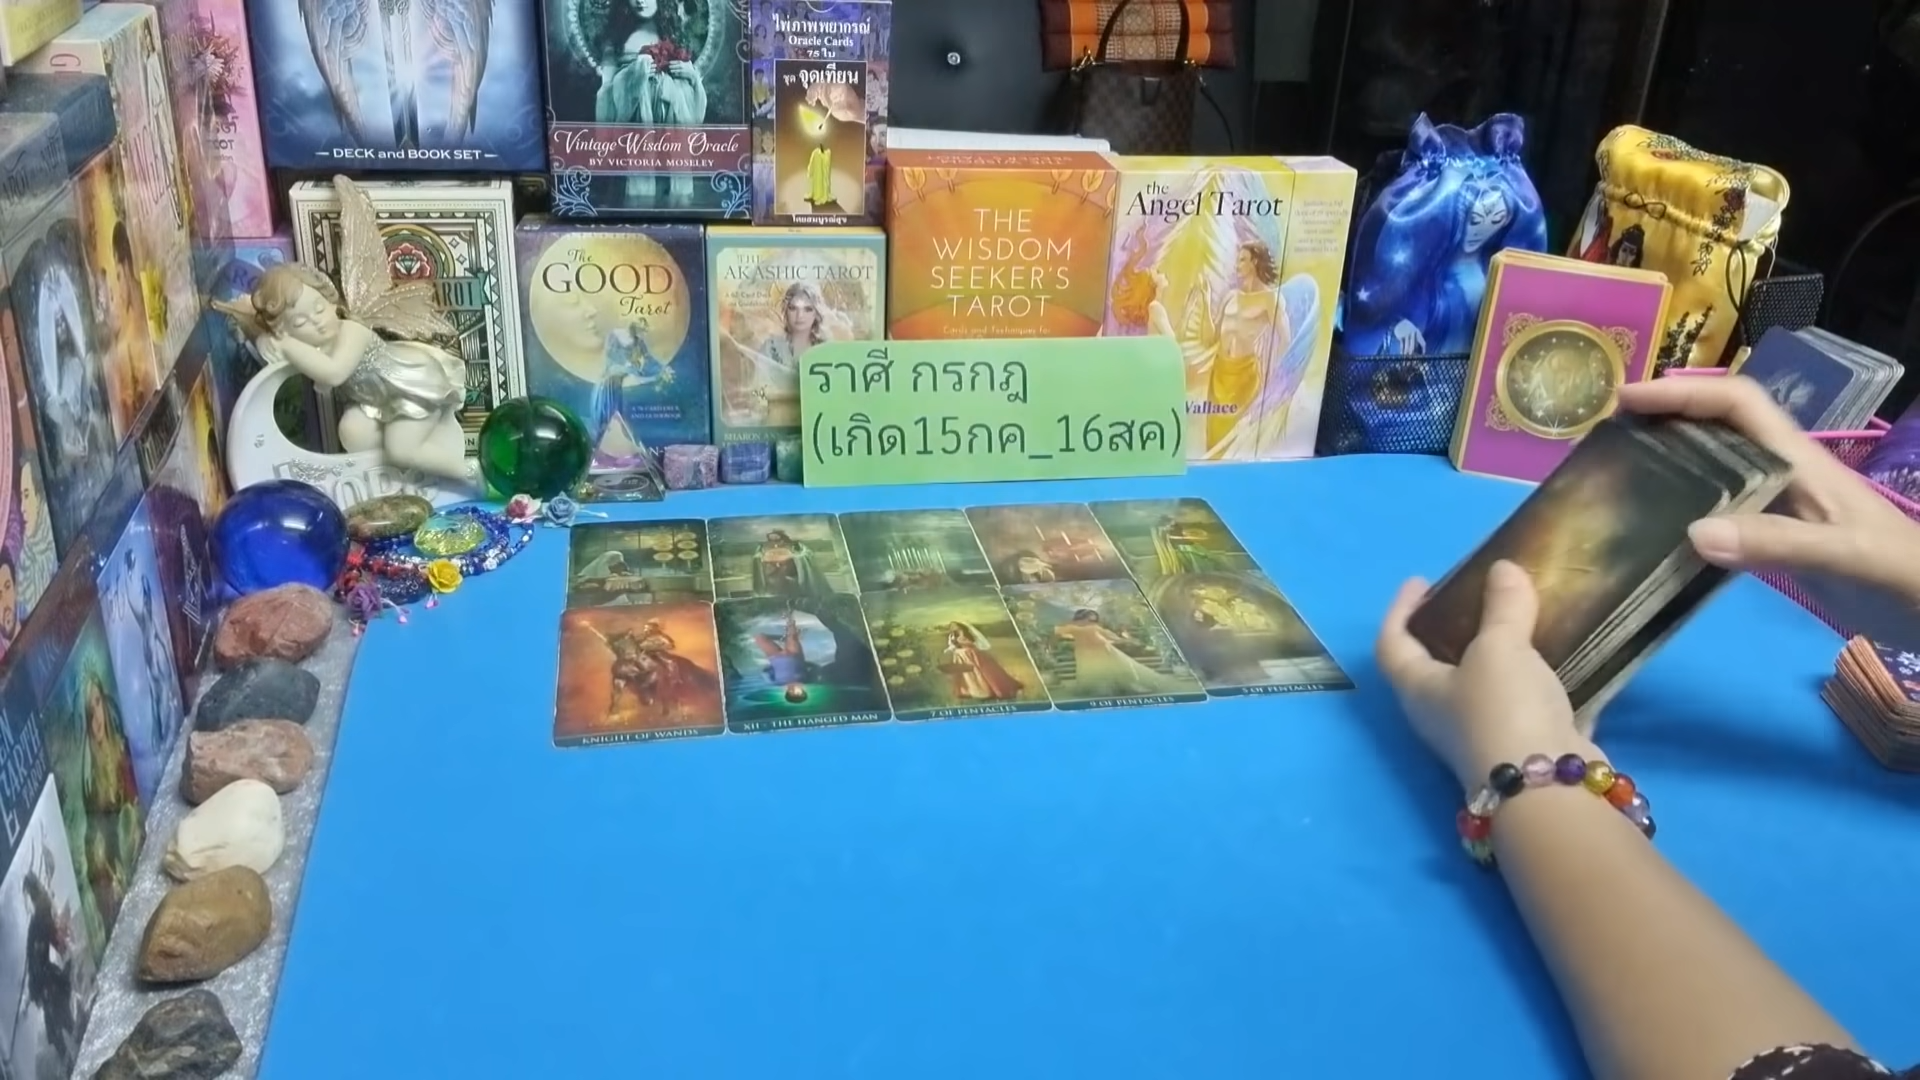 DECK and BOOK SET
Vintage Wisdom Oracle
BY VICTORIA MOSELEY
ไพ่ภาพพยากรณ์
Oracle Cards
75 ใบ
ชุด จุดเทียน
The
GOOD
Tarot
THE
AKASHIC TAROT
THE
WISDOM
SEEKER'S
TAROT
the
Angel Tarot
Wallace
ราศี กรกฎ
(เกิด15กค_16สค)
KNIGHT OF WANDS
XII - THE HANGED MAN
7 OF PENTACLES
9 OF PENTACLES
5 OF PENTACLES